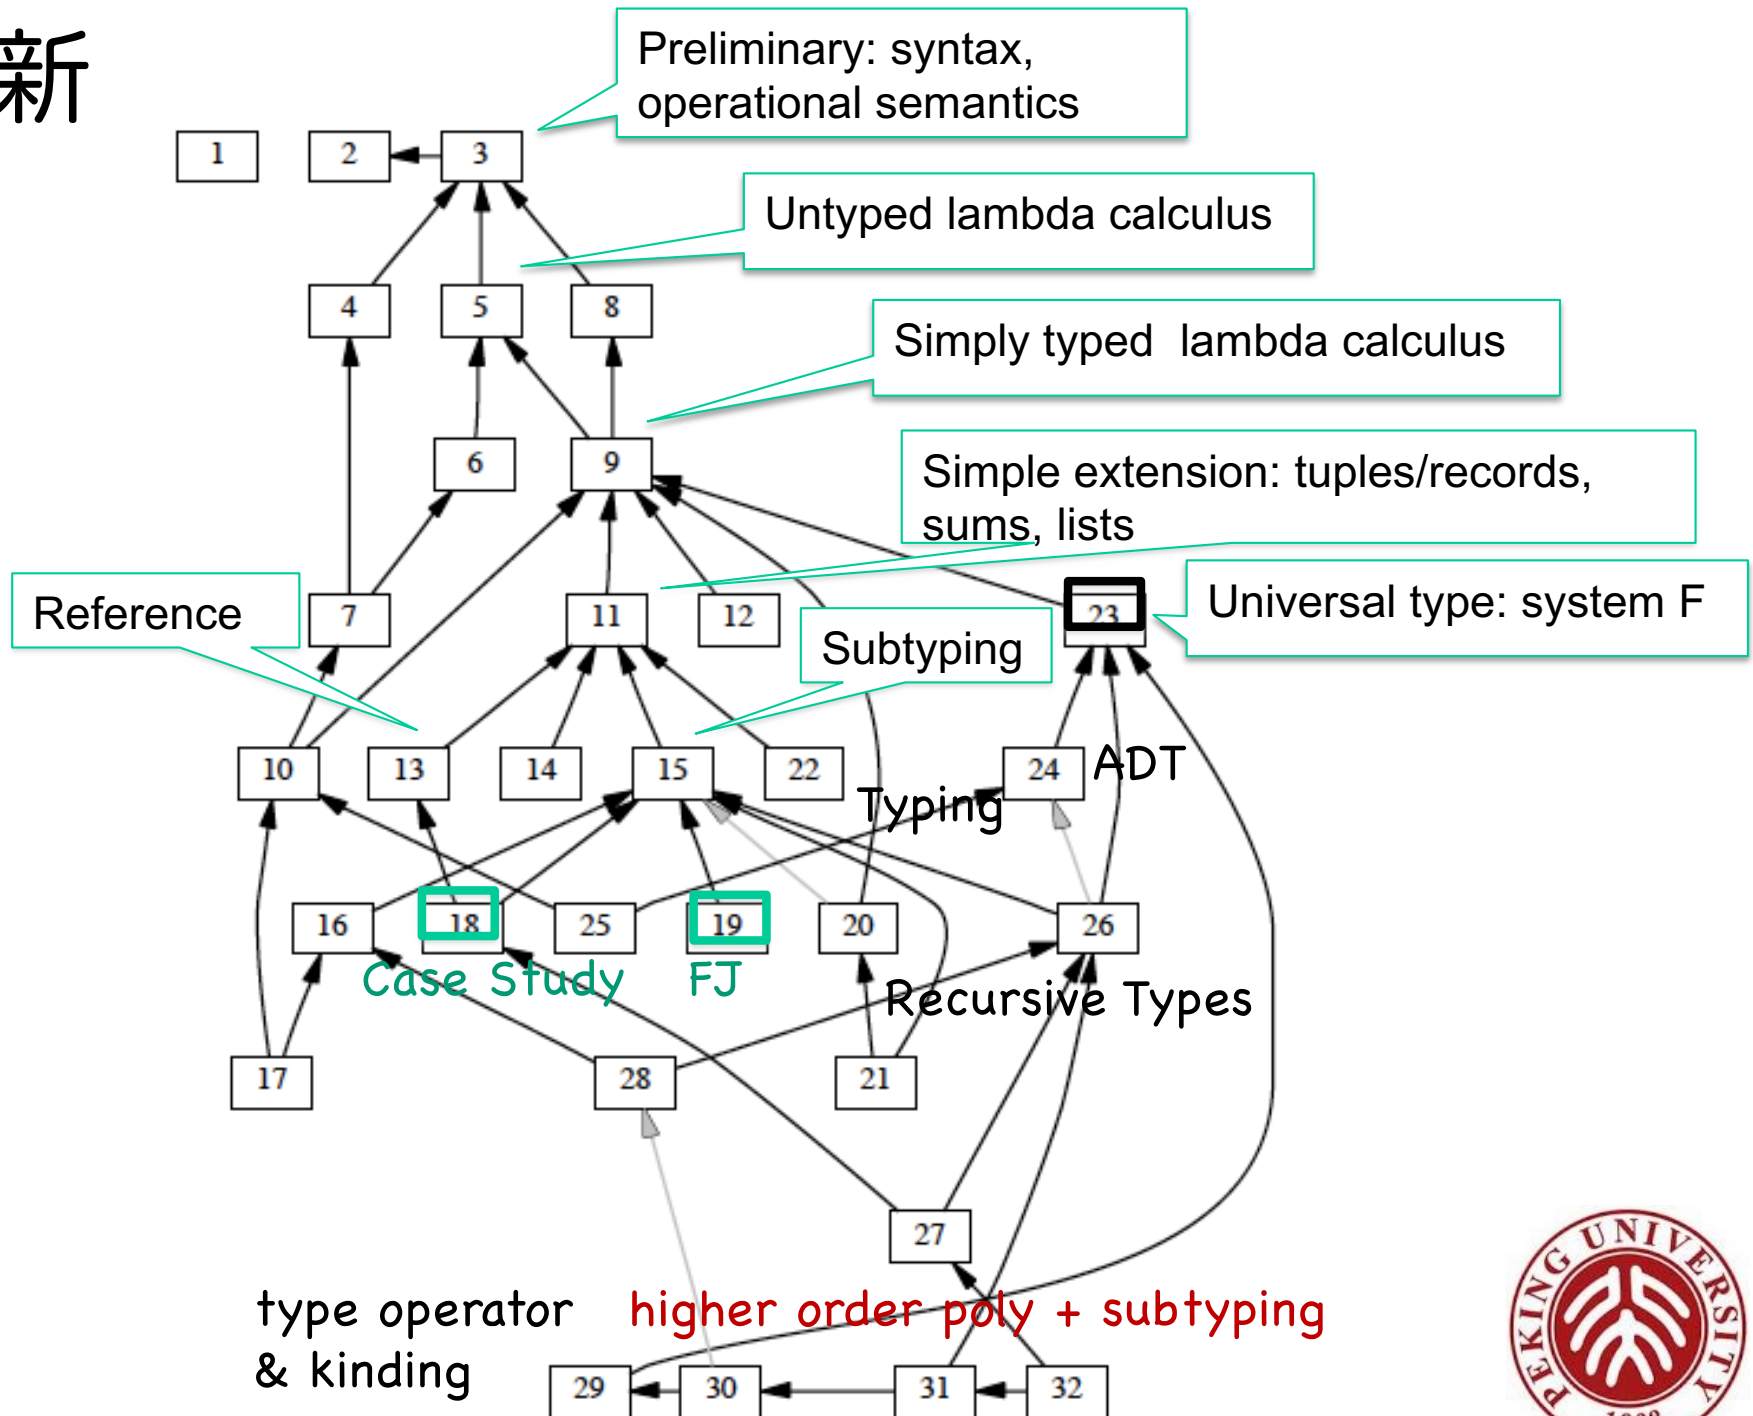 新
Preliminary: syntax,
operational semantics
1
2
3
Untyped lambda calculus
4
5
8
Simply typed lambda calculus
6
9
Simple extension: tuples/records,
sums, lists
Reference
7
11
12
Subtyping
23
Universal type: system F
10
13
14
15
22
24
ADT
Typing
16
18
25
19
20
26
Case Study
FJ
Recursive Types
17
28
21
27
type operator
& kinding
higher order poly + subtyping
29
30
31
32
PEKING UNIVERSITY